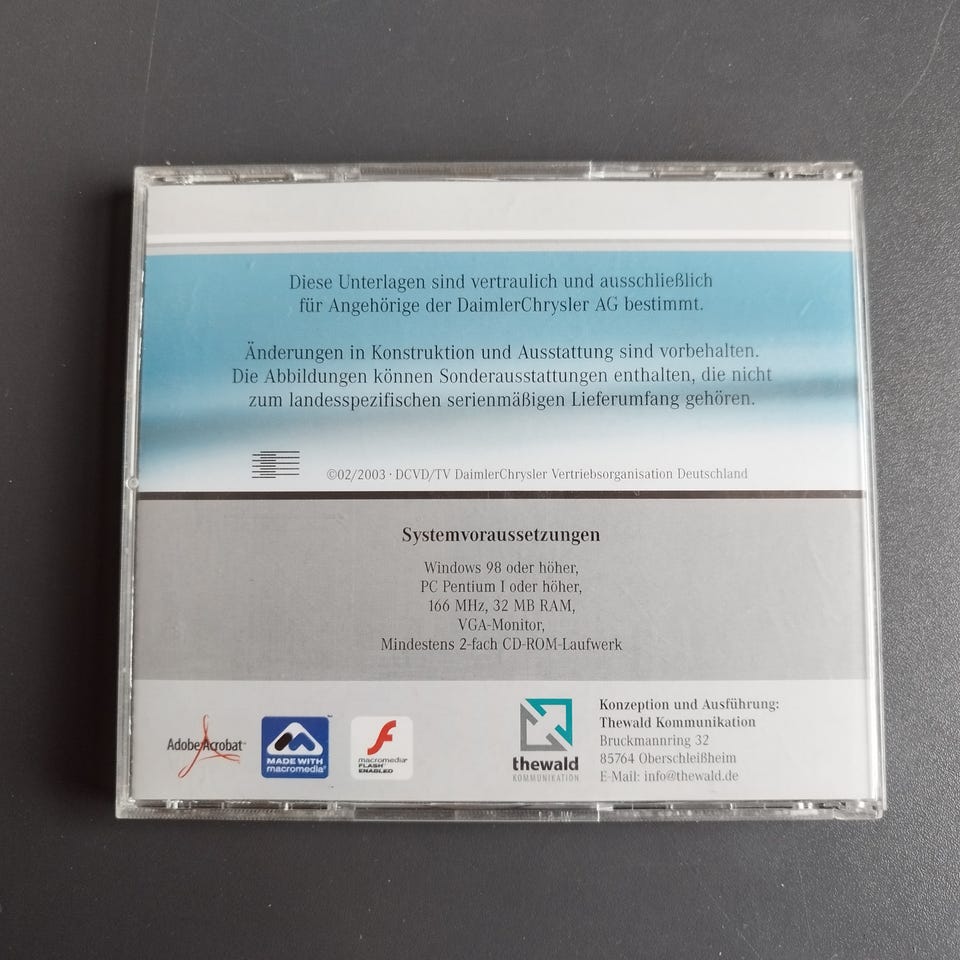 Diese Unterlagen sind vertraulich und ausschließlich
für Angehörige der DaimlerChrysler AG bestimmt.
Änderungen in Konstruktion und Ausstattung sind vorbehalten.
Die Abbildungen können Sonderausstattungen enthalten, die nicht
zum landesspezifischen serienmäßigen Lieferumfang gehören.
©02/2003 · DCVD/TV DaimlerChrysler Vertriebsorganisation Deutschland
Systemvoraussetzungen
Windows 98 oder höher,
PC Pentium I oder höher,
166 MHz, 32 MB RAM,
VGA-Monitor,
Mindestens 2-fach CD-ROM-Laufwerk
Adobe Acrobat™
MADE WITH
macromedia®
macromedia®
FLASH™
ENABLED
thewald
KOMMUNIKATION
Konzeption und Ausführung:
Thewald Kommunikation
Bruckmannring 32
85764 Oberschleißheim
E-Mail: info@thewald.de